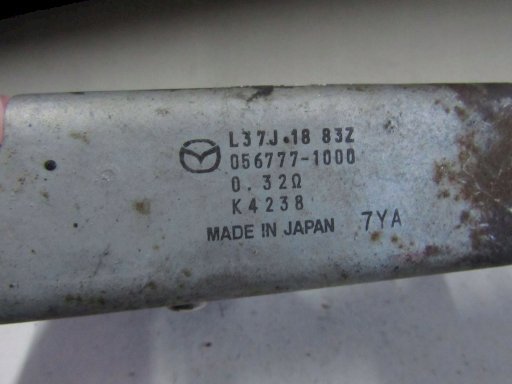 L37J·18 83Z
056777-1000
0.32Ω
K4238
MADE IN JAPAN 7YA